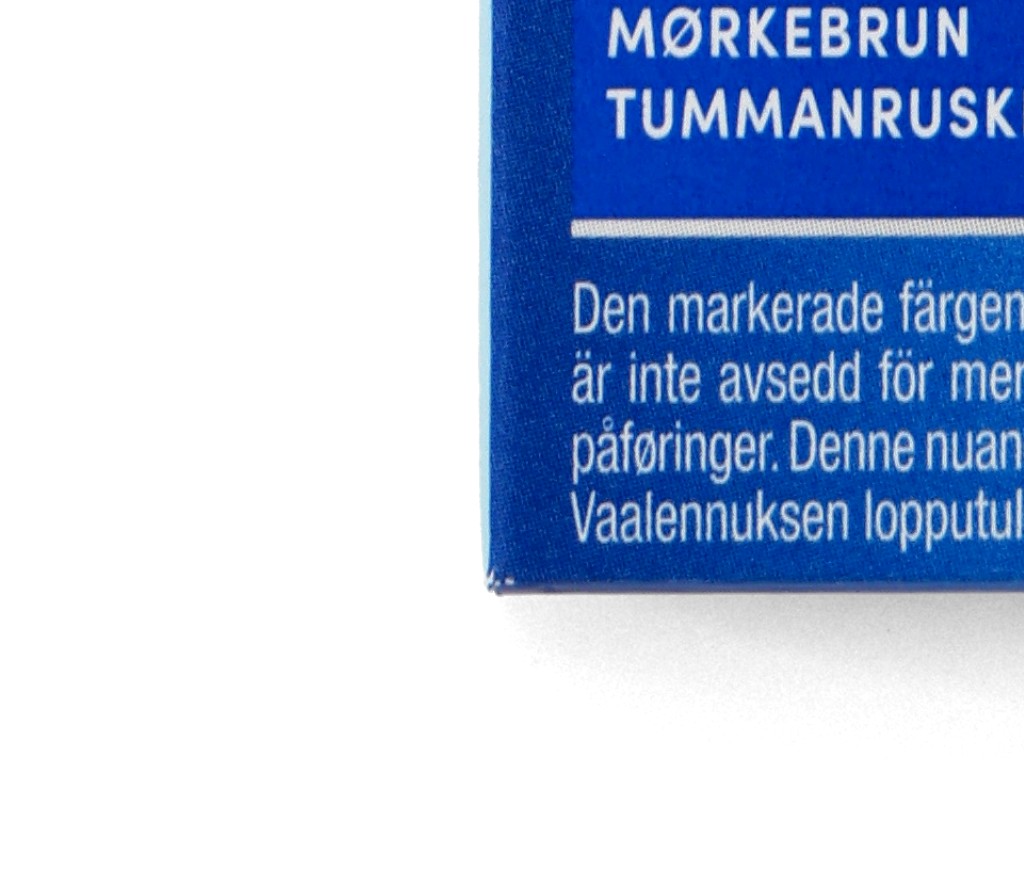 MØRKEBRUN
TUMMANRUSK
Den markerade färgen
är inte avsedd för mer
påføringer. Denne nuan
Vaalennuksen lopputul